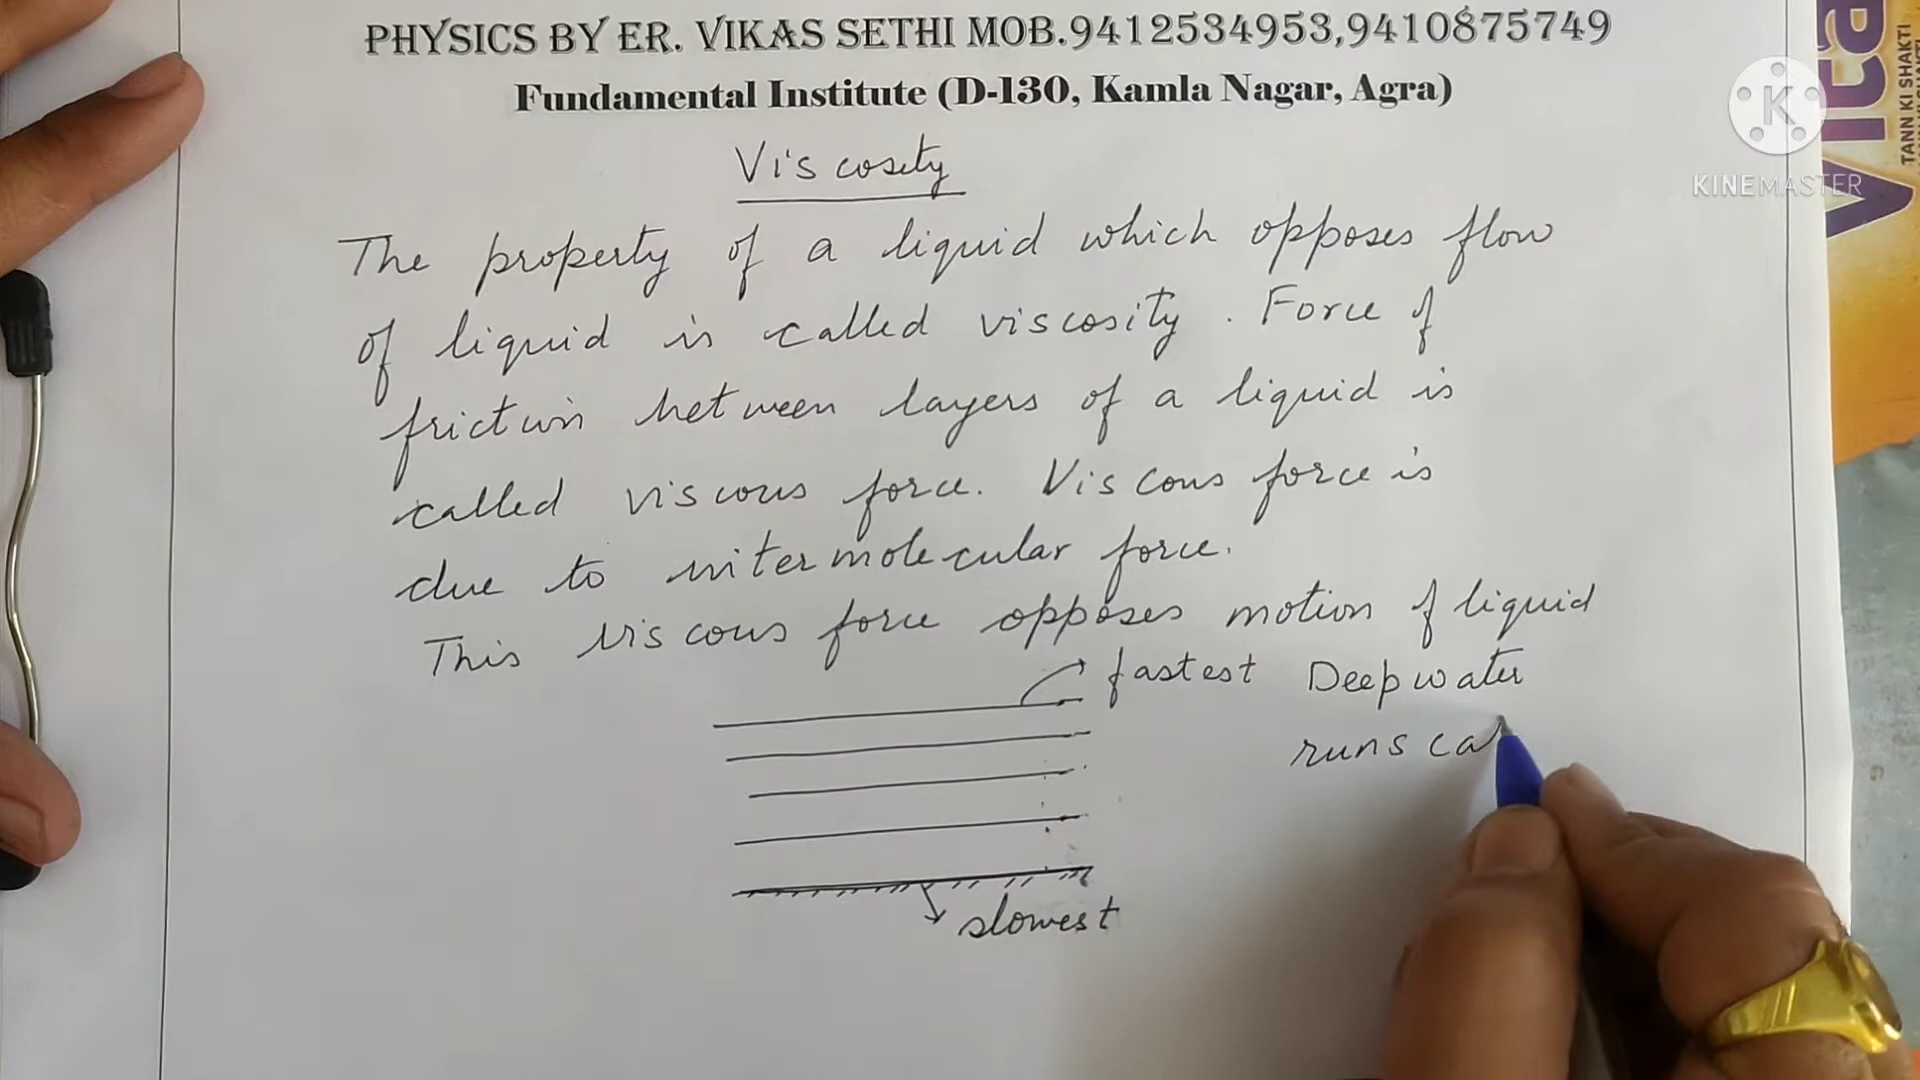 PHYSICS BY ER. VIKAS SETHI MOB.9412534953,9410875749
Fundamental Institute (D-130, Kamla Nagar, Agra)
Viscosity
The property of a liquid which opposes flow
of liquid is called viscosity. Force of
friction between layers of a liquid is
called viscous force. Viscous force is
due to intermolecular force.
This viscous force opposes motion of liquid
fastest Deep water
runs ca
slowest
K
KINEMASTER
TANN KI SHAKTI